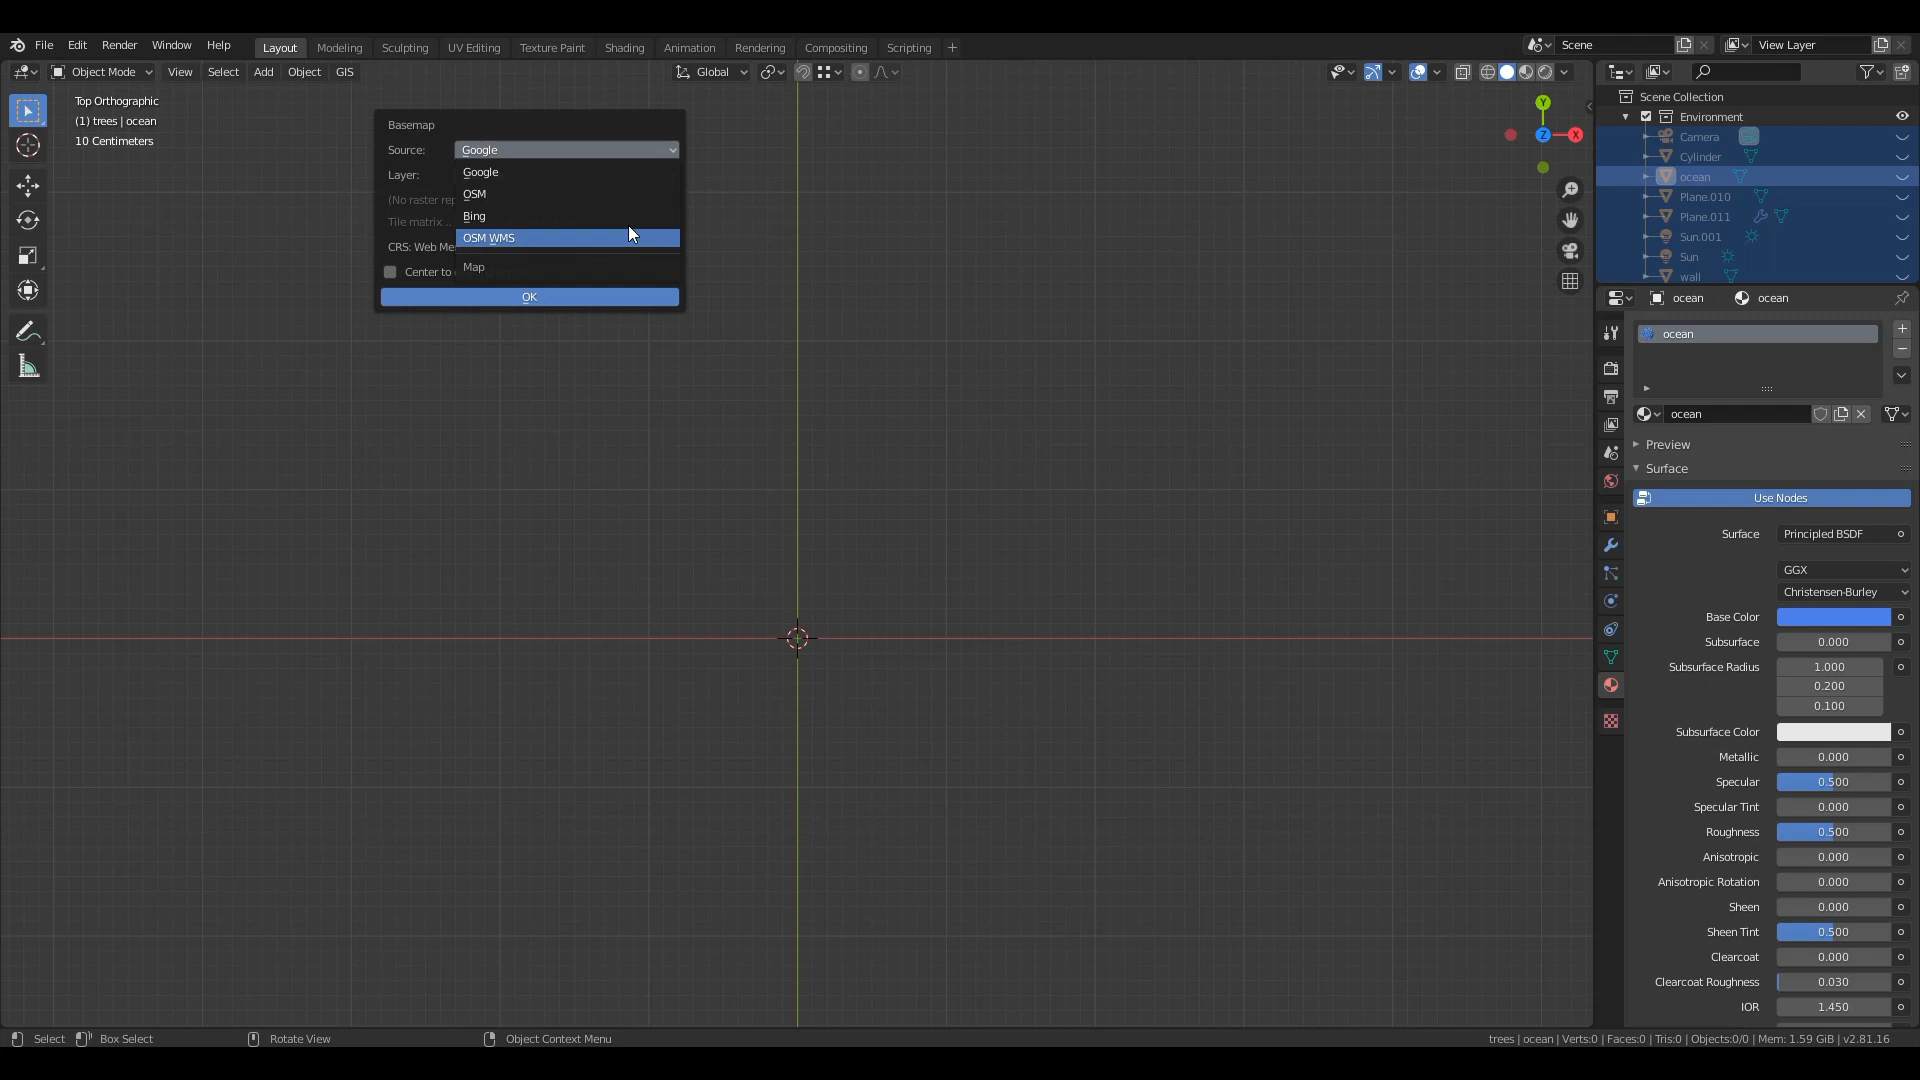 File Edit Render Window Help Layout Modeling Sculpting UV Editing Texture Paint Shading Animation Rendering Compositing Scripting + Scene View Layer
Object Mode View Select Add Object GIS Global
Top Orthographic
(1) trees | ocean
10 Centimeters
Basemap
Source: Google
Layer: Google
(No raster rep OSM
Bing
Tile matrix ..
OSM WMS
CRS: Web Me
Map
Center to
OK
Y
Z X
Scene Collection
Environment
Camera
Cylinder
ocean
Plane.010
Plane.011
Sun.001
Sun
wall
ocean ocean
ocean
ocean
Preview
Surface
Use Nodes
Surface Principled BSDF
GGX
Christensen-Burley
Base Color
Subsurface 0.000
Subsurface Radius 1.000
0.200
0.100
Subsurface Color
Metallic 0.000
Specular 0.500
Specular Tint 0.000
Roughness 0.500
Anisotropic 0.000
Anisotropic Rotation 0.000
Sheen 0.000
Sheen Tint 0.500
Clearcoat 0.000
Clearcoat Roughness 0.030
IOR 1.450
Select Box Select Rotate View Object Context Menu trees | ocean | Verts:0 | Faces:0 | Tris:0 | Objects:0/0 | Mem: 1.59 GiB | v2.81.16